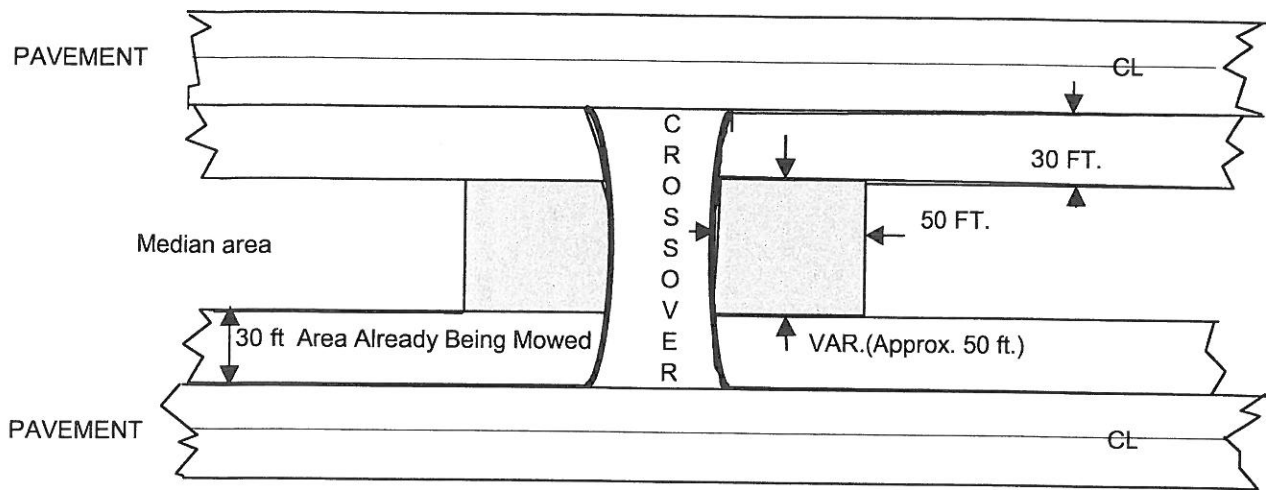 PAVEMENT
CL
CROSSOVER
30 FT.
50 FT.
Median area
30 ft Area Already Being Mowed
VAR.(Approx. 50 ft.)
PAVEMENT
CL